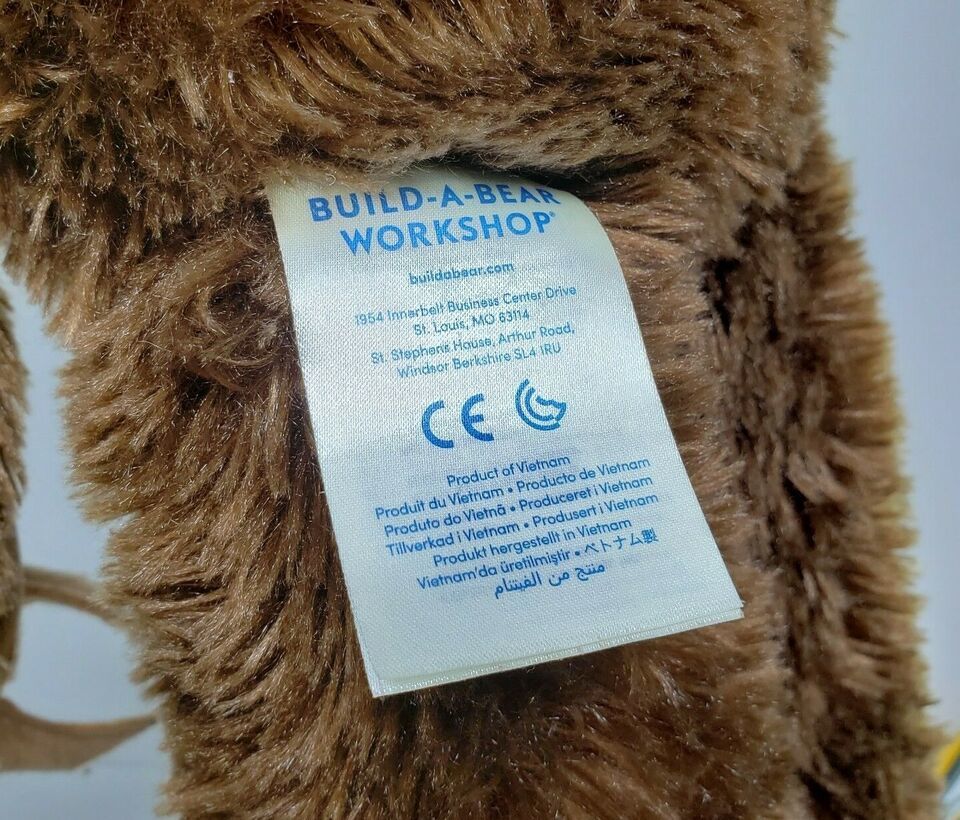 BUILD-A-BEAR
WORKSHOP®
buildabear.com
1954 Innerbelt Business Center Drive
St. Louis, MO 63114
St. Stephens House, Arthur Road,
Windsor Berkshire SL4 1RU
CE
Product of Vietnam
Produit du Vietnam • Producto de Vietnam
Produto do Vietnã • Produceret i Vietnam
Tillverkad i Vietnam • Produsert i Vietnam
Produkt hergestellt in Vietnam
Vietnam'da üretilmiştir • ベトナム製
منتج من الفيتنام